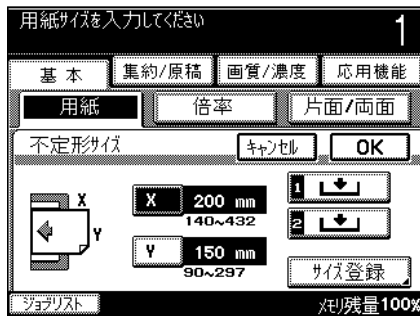 用紙サイズを入力してください
1
基本 集約/原稿 画質/濃度 応用機能
用紙 倍率 片面/両面
不定形サイズ キャンセル OK
X
Y
X 200 mm
140~432
Y 150 mm
90~297
1
2
サイズ登録
ジョブリスト メモリ残量100%